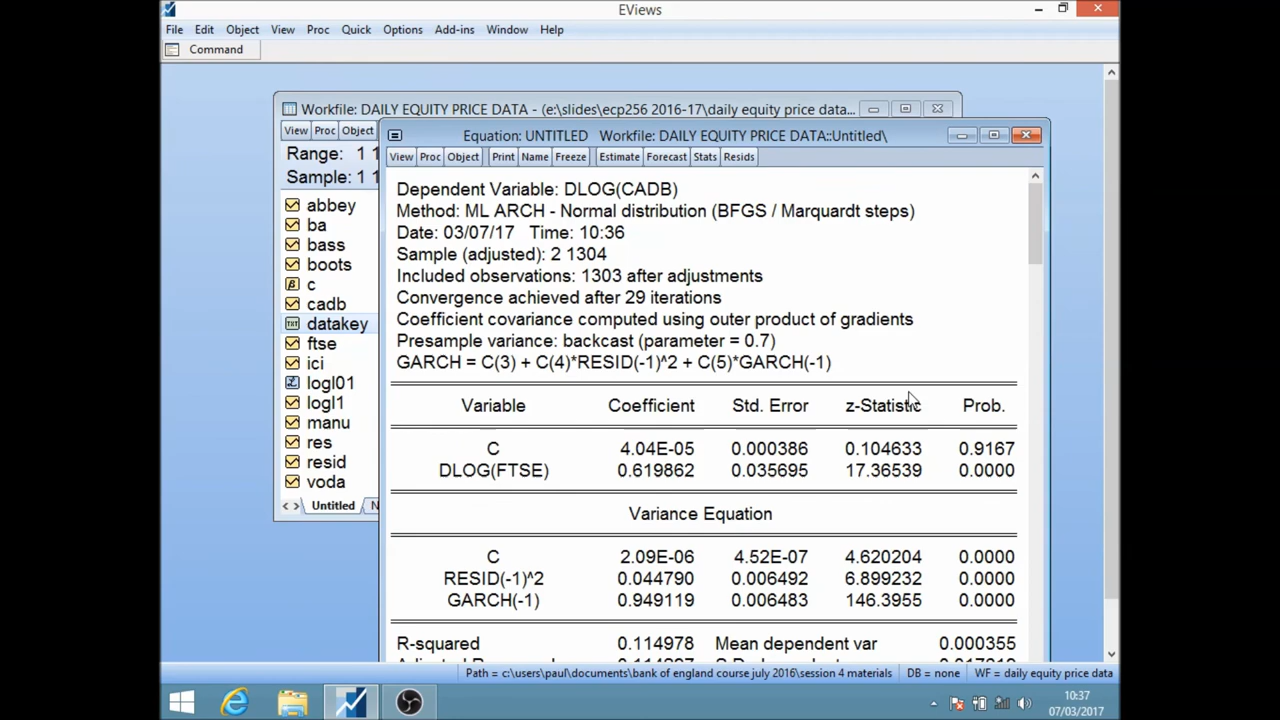 EViews
File Edit Object View Proc Quick Options Add-ins Window Help
Command
Workfile: DAILY EQUITY PRICE DATA - (e:\slides\ecp256 2016-17\daily equity price data...
View Proc Object
Range: 1 1
Sample: 1 1
abbey
ba
bass
boots
c
cadb
datakey
ftse
ici
logl01
logl1
manu
res
resid
voda
Untitled N
Equation: UNTITLED Workfile: DAILY EQUITY PRICE DATA::Untitled\
View Proc Object Print Name Freeze Estimate Forecast Stats Resids
Dependent Variable: DLOG(CADB)
Method: ML ARCH - Normal distribution (BFGS / Marquardt steps)
Date: 03/07/17 Time: 10:36
Sample (adjusted): 2 1304
Included observations: 1303 after adjustments
Convergence achieved after 29 iterations
Coefficient covariance computed using outer product of gradients
Presample variance: backcast (parameter = 0.7)
GARCH = C(3) + C(4)*RESID(-1)^2 + C(5)*GARCH(-1)
Variable Coefficient Std. Error z-Statistic Prob.
C 4.04E-05 0.000386 0.104633 0.9167
DLOG(FTSE) 0.619862 0.035695 17.36539 0.0000
Variance Equation
C 2.09E-06 4.52E-07 4.620204 0.0000
RESID(-1)^2 0.044790 0.006492 6.899232 0.0000
GARCH(-1) 0.949119 0.006483 146.3955 0.0000
R-squared 0.114978 Mean dependent var 0.000355
Path = c:\users\paul\documents\bank of england course july 2016\session 4 materials DB = none WF = daily equity price data
10:37
07/03/2017